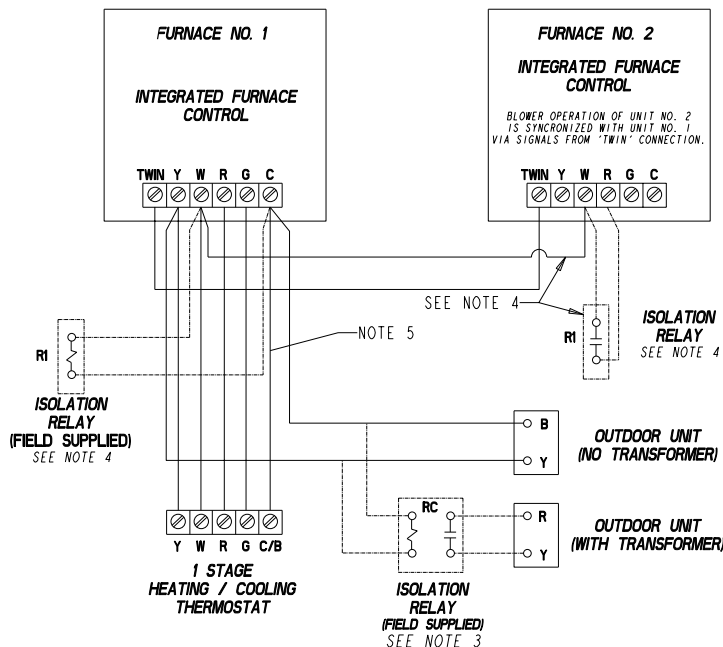 FURNACE NO. 1
INTEGRATED FURNACE
CONTROL
TWIN Y W R G C
FURNACE NO. 2
INTEGRATED FURNACE
CONTROL
BLOWER OPERATION OF UNIT NO. 2
IS SYNCRONIZED WITH UNIT NO. 1
VIA SIGNALS FROM 'TWIN' CONNECTION.
TWIN Y W R G C
SEE NOTE 4
NOTE 5
R1
ISOLATION
RELAY
(FIELD SUPPLIED)
SEE NOTE 4
R1
ISOLATION
RELAY
SEE NOTE 4
B
Y
OUTDOOR UNIT
(NO TRANSFORMER)
RC
R
Y
OUTDOOR UNIT
(WITH TRANSFORMER)
ISOLATION
RELAY
(FIELD SUPPLIED)
SEE NOTE 3
Y W R G C/B
1 STAGE
HEATING / COOLING
THERMOSTAT